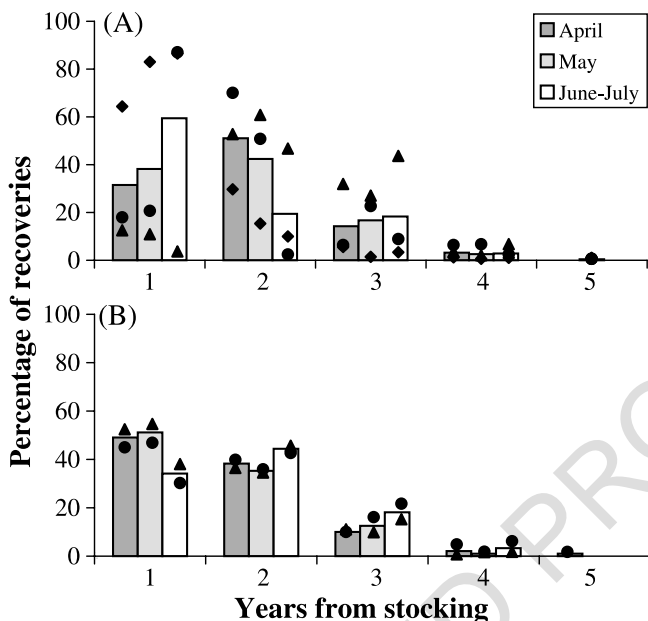 (A)
April
May
June-July
100
80
60
40
20
0
1 2 3 4 5
Percentage of recoveries
(B)
100
80
60
40
20
0
1 2 3 4 5
Years from stocking
D PRO